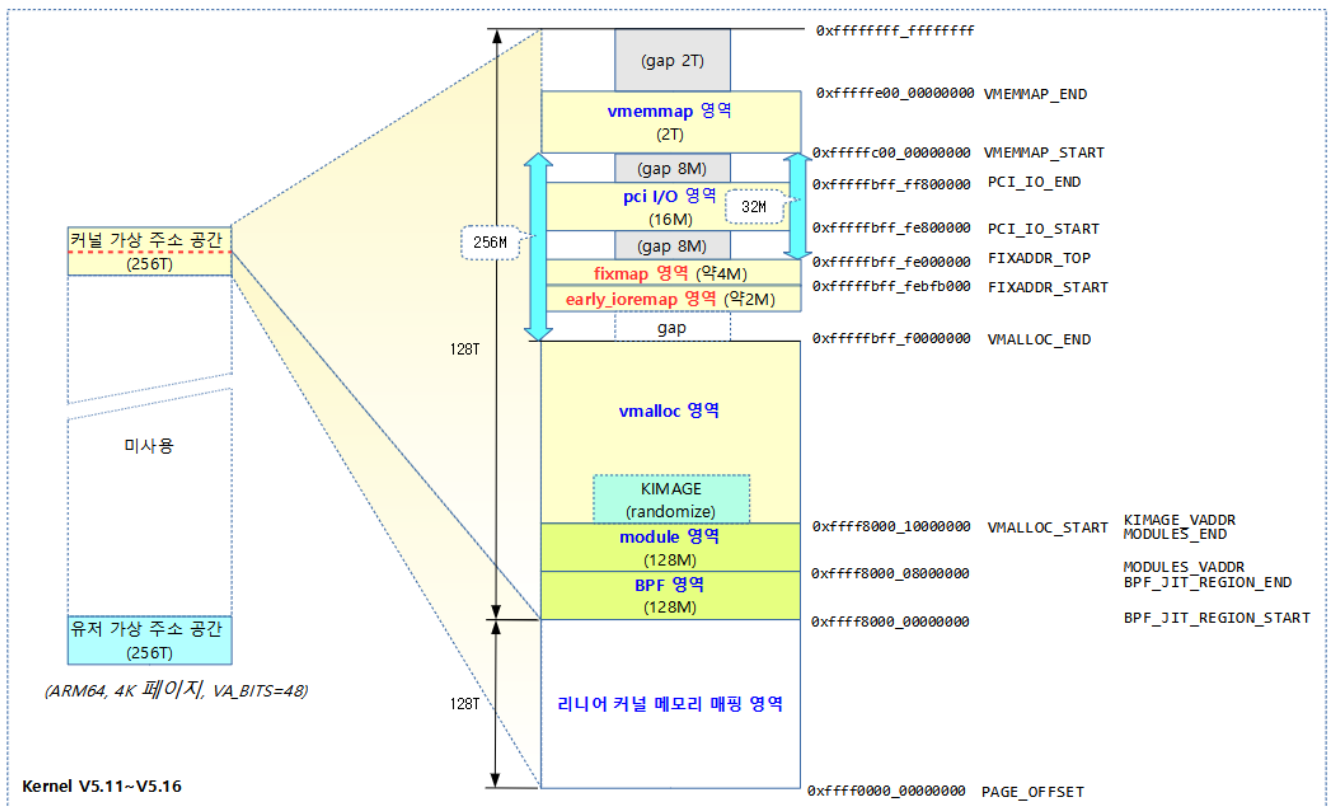 0xffffffff_ffffffff
(gap 2T)
0xfffffe00_00000000 VMEMMAP_END
vmemmap 영역
(2T)
0xfffffc00_00000000 VMEMMAP_START
(gap 8M)
0xfffffbff_ff800000 PCI_IO_END
pci I/O 영역
(16M)
32M
0xfffffbff_fe800000 PCI_IO_START
커널 가상 주소 공간
(256T)
256M
(gap 8M)
0xfffffbff_fe000000 FIXADDR_TOP
fixmap 영역 (약4M)
0xfffffbff_febfb000 FIXADDR_START
early_ioremap 영역 (약2M)
gap
0xfffffbff_f0000000 VMALLOC_END
128T
vmalloc 영역
미사용
KIMAGE
(randomize)
0xffff8000_10000000 VMALLOC_START KIMAGE_VADDR
MODULES_END
module 영역
(128M)
0xffff8000_08000000 MODULES_VADDR
BPF_JIT_REGION_END
BPF 영역
(128M)
0xffff8000_00000000 BPF_JIT_REGION_START
유저 가상 주소 공간
(256T)
(ARM64, 4K 페이지, VA_BITS=48)
128T
리니어 커널 메모리 매핑 영역
Kernel V5.11~V5.16
0xffff0000_00000000 PAGE_OFFSET